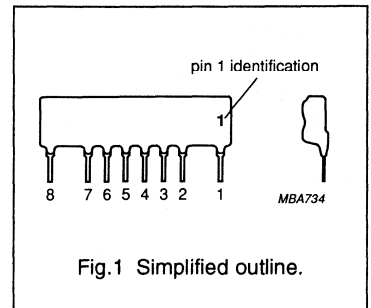 pin 1 identification
1
8 7 6 5 4 3 2 1
MBA734
Fig.1 Simplified outline.